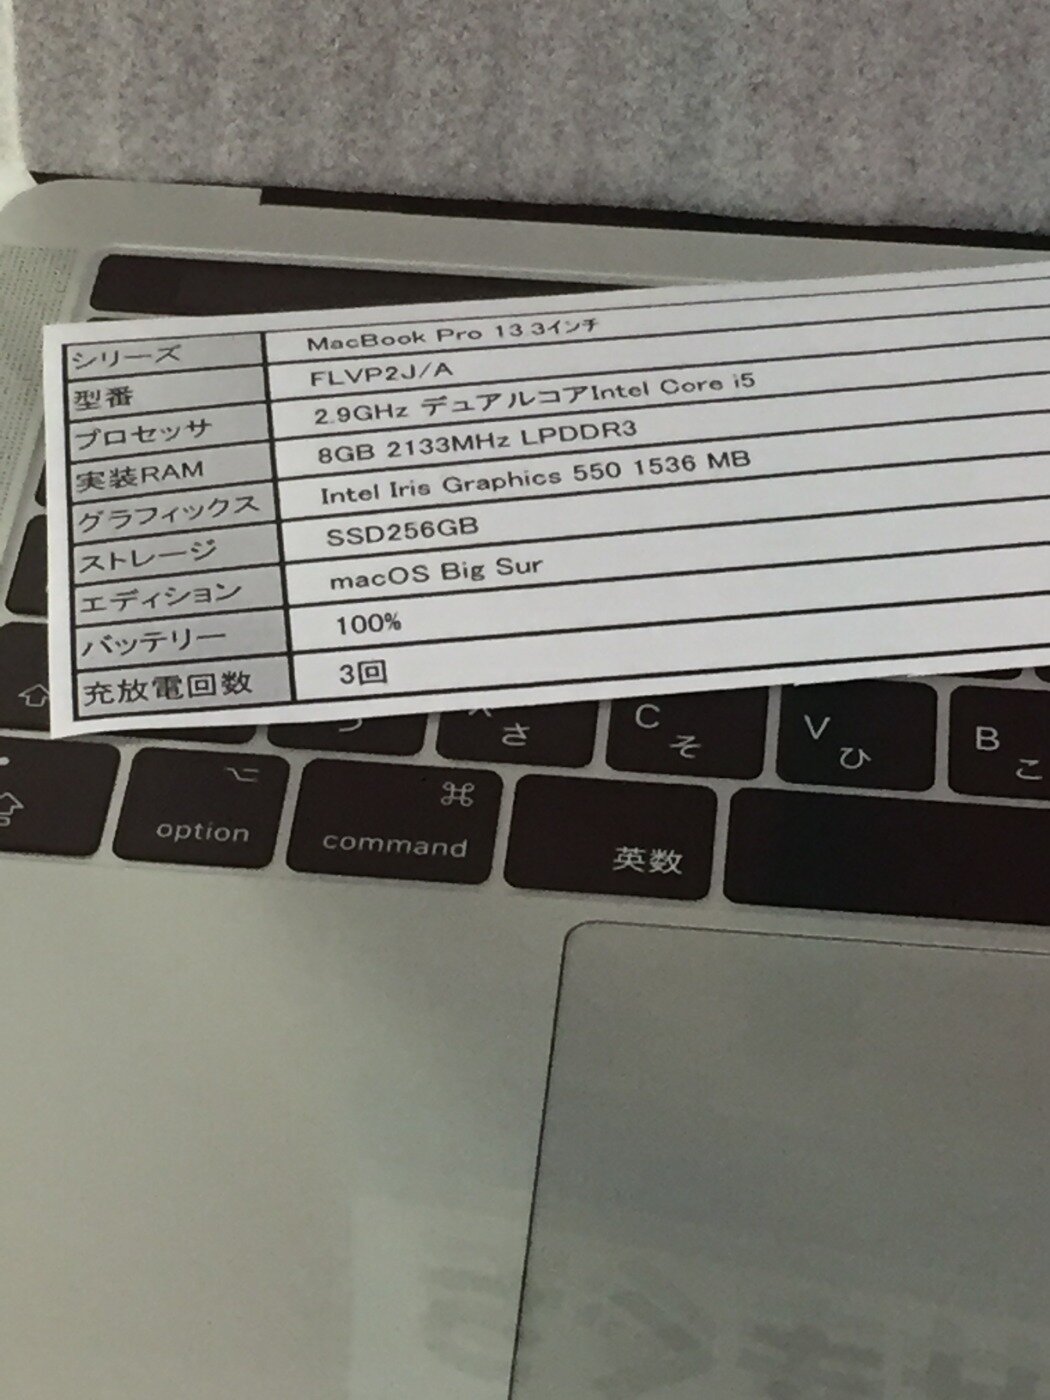 シリーズ MacBook Pro 13.3インチ
型番 FLVP2J/A
プロセッサ 2.9GHz デュアルコアIntel Core i5
実装RAM 8GB 2133MHz LPDDR3
グラフィックス Intel Iris Graphics 550 1536 MB
ストレージ SSD256GB
エディション macOS Big Sur
バッテリー 100%
充放電回数 3回
さ
C そ
V ひ
B こ
option
command
英数